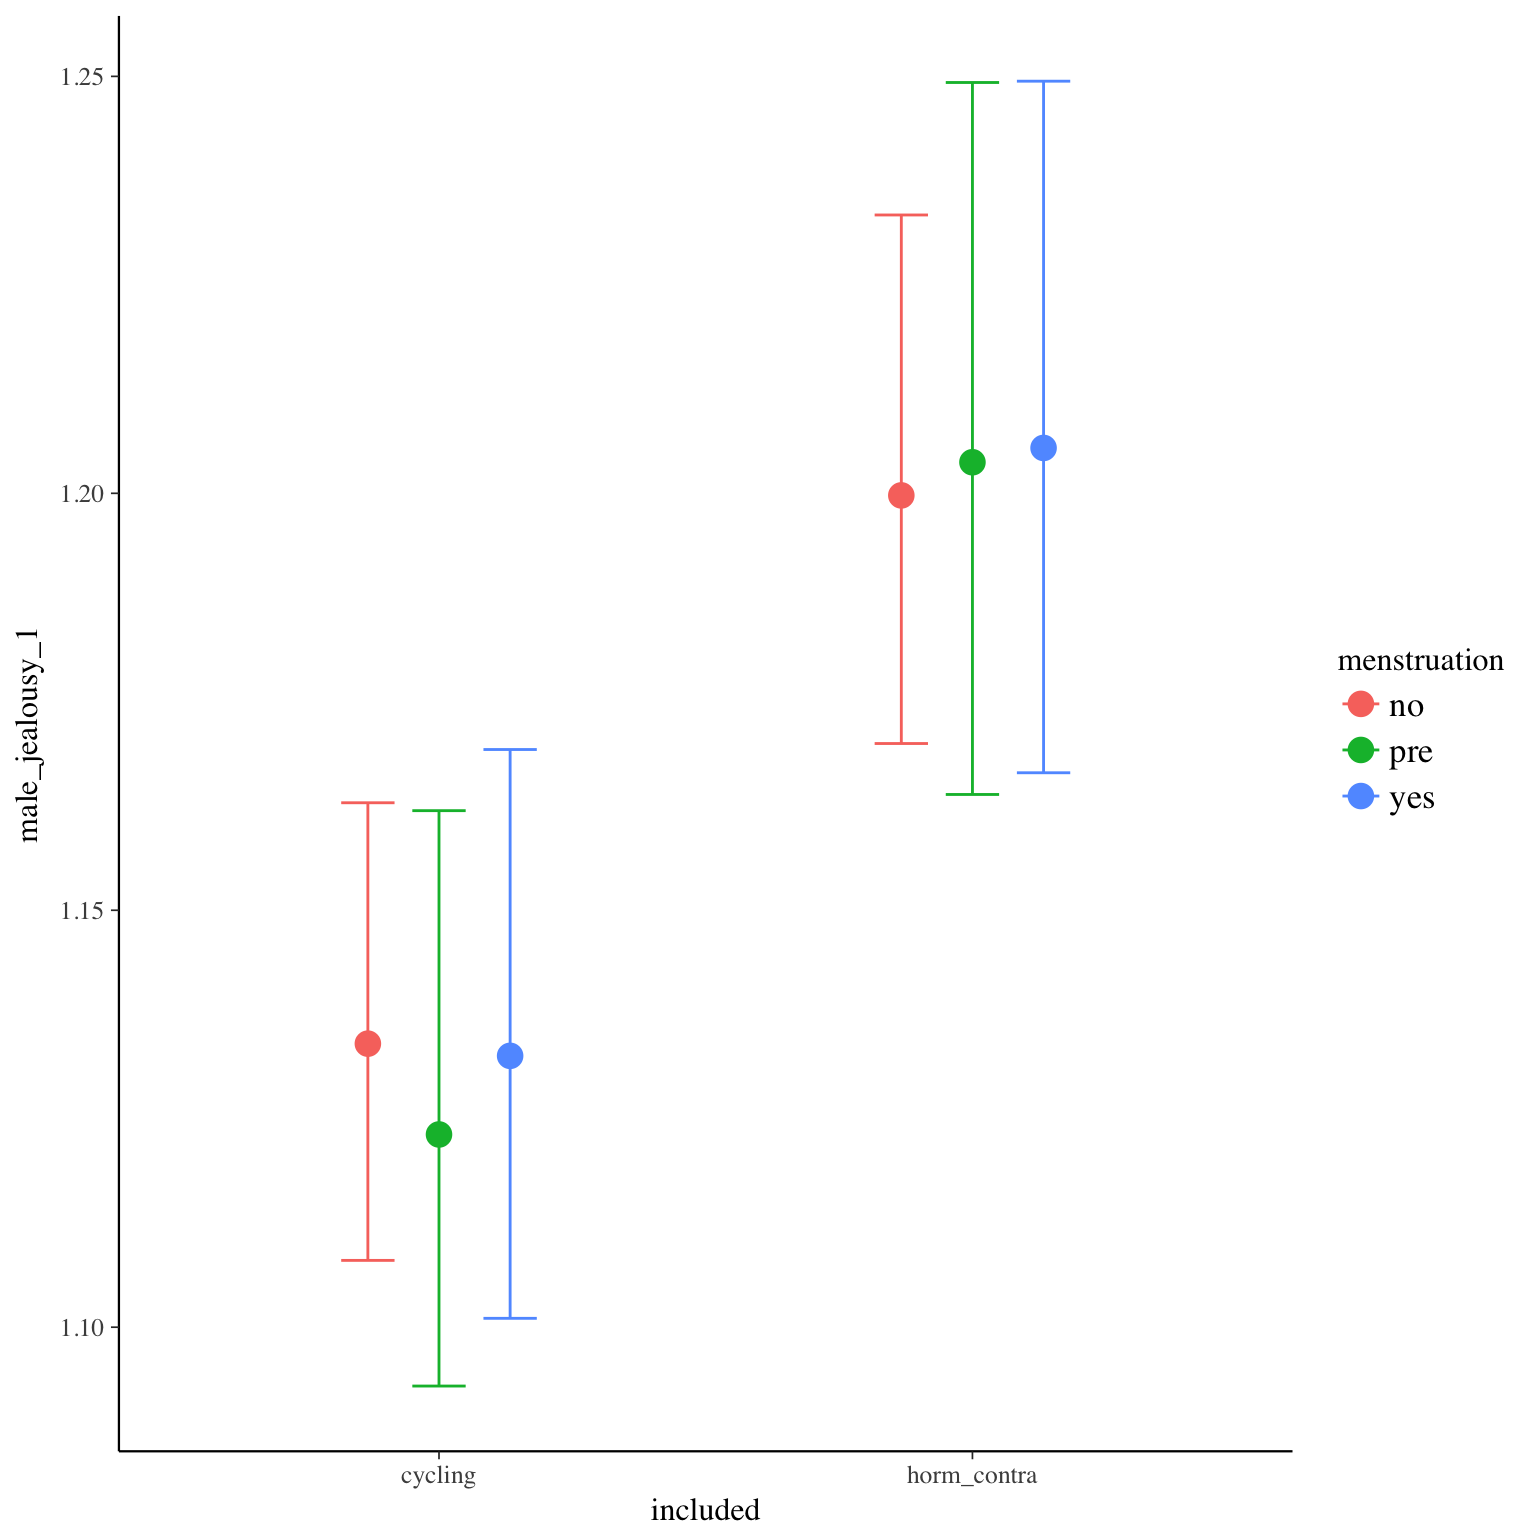 1.25
1.20
1.15
1.10
male_jealousy_1
cycling
horm_contra
included
menstruation
no
pre
yes